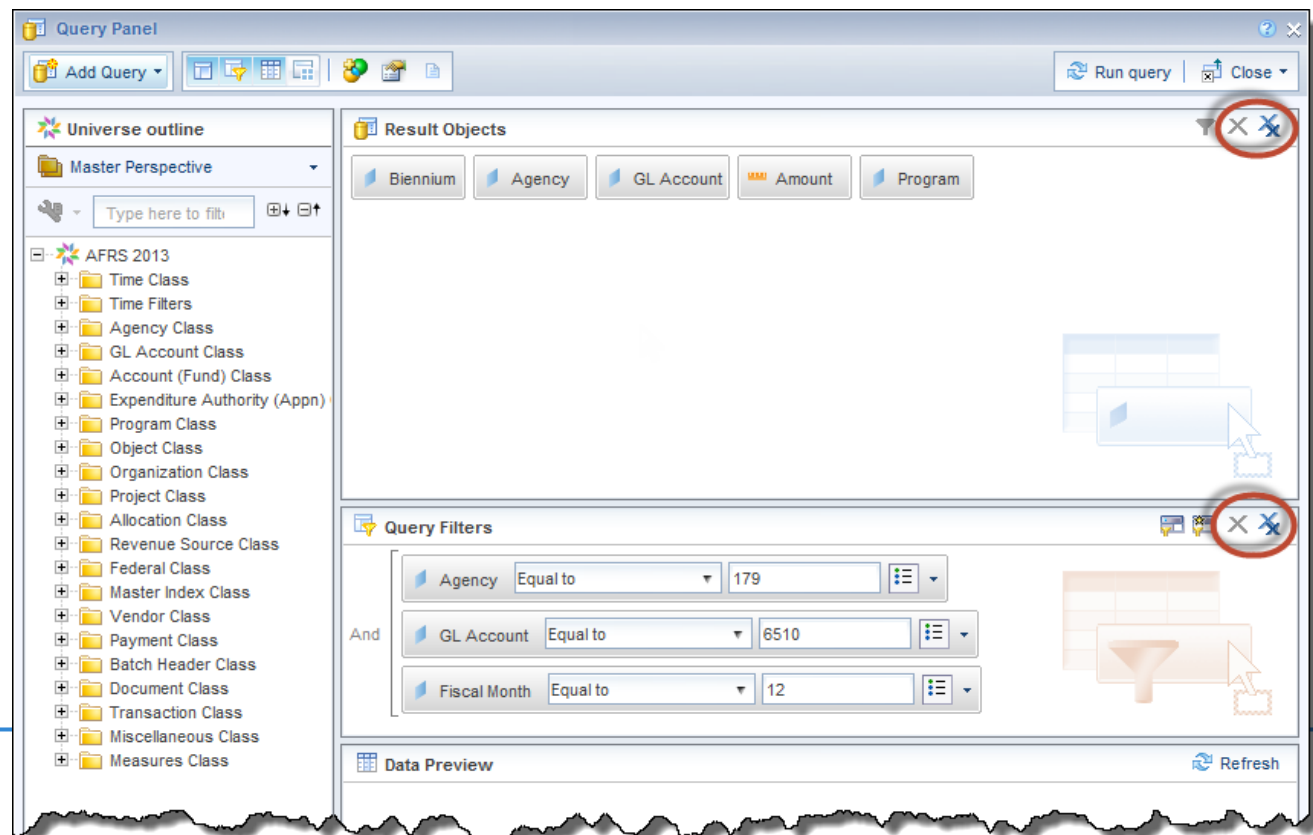 Query Panel
Add Query
Run query
Close
Universe outline
Master Perspective
Type here to filt
AFRS 2013
Time Class
Time Filters
Agency Class
GL Account Class
Account (Fund) Class
Expenditure Authority (Appn)
Program Class
Object Class
Organization Class
Project Class
Allocation Class
Revenue Source Class
Federal Class
Master Index Class
Vendor Class
Payment Class
Batch Header Class
Document Class
Transaction Class
Miscellaneous Class
Measures Class
Result Objects
Biennium Agency GL Account Amount Program
Query Filters
And
Agency Equal to 179
GL Account Equal to 6510
Fiscal Month Equal to 12
Data Preview
Refresh